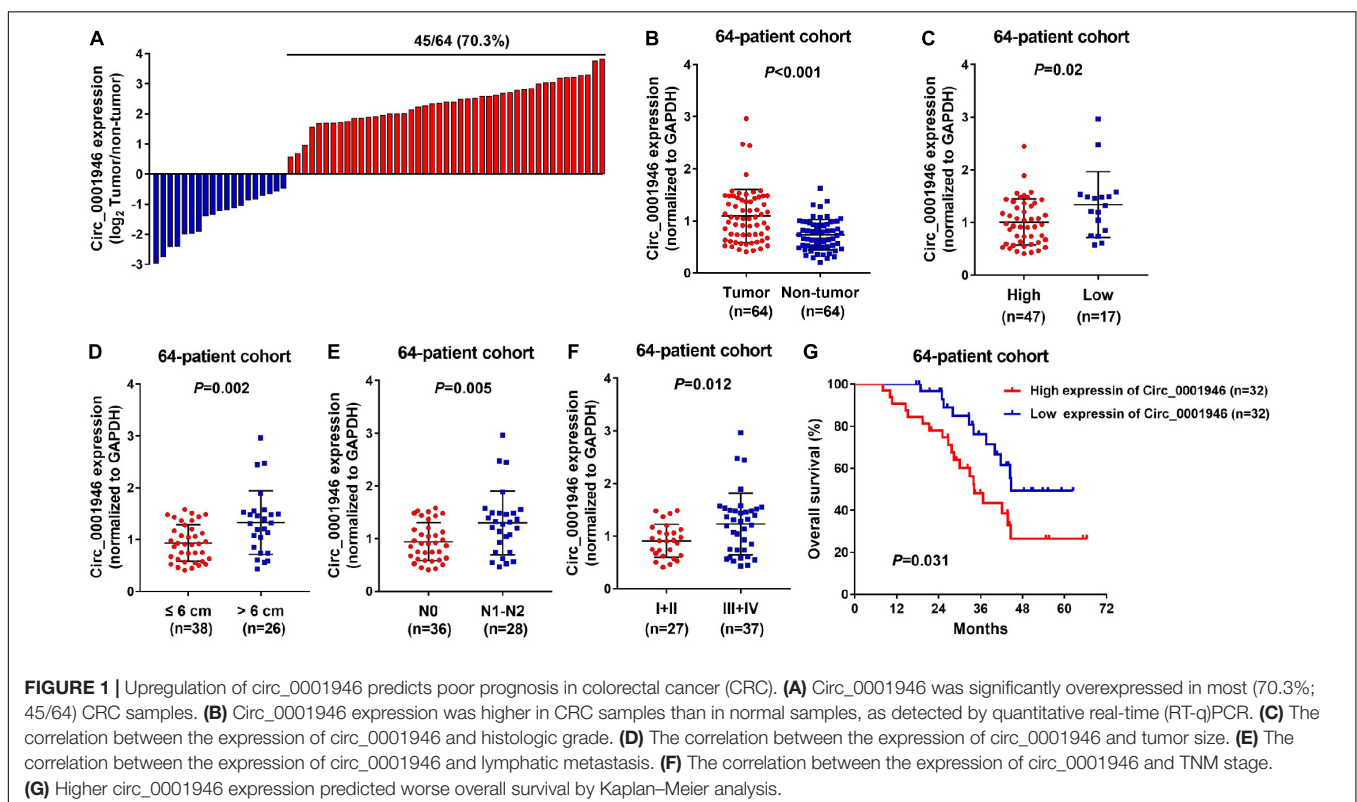 A
45/64 (70.3%)
Circ_0001946 expression
(log2 Tumor/non-tumor)
4
3
2
1
0
-1
-2
-3
B
64-patient cohort
P<0.001
Circ_0001946 expression
(normalized to GAPDH)
4
3
2
1
0
Tumor Non-tumor
(n=64) (n=64)
C
64-patient cohort
P=0.02
Circ_0001946 expression
(normalized to GAPDH)
4
3
2
1
0
High Low
(n=47) (n=17)
D
64-patient cohort
P=0.002
Circ_0001946 expression
(normalized to GAPDH)
4
3
2
1
0
≤ 6 cm > 6 cm
(n=38) (n=26)
E
64-patient cohort
P=0.005
Circ_0001946 expression
(normalized to GAPDH)
4
3
2
1
0
N0 N1-N2
(n=36) (n=28)
F
64-patient cohort
P=0.012
Circ_0001946 expression
(normalized to GAPDH)
4
3
2
1
0
I+II III+IV
(n=27) (n=37)
G
64-patient cohort
High expressin of Circ_0001946 (n=32)
Low expressin of Circ_0001946 (n=32)
Overall survival (%)
100
80
60
40
20
P=0.031
0 12 24 36 48 60 72
Months
FIGURE 1 | Upregulation of circ_0001946 predicts poor prognosis in colorectal cancer (CRC). (A) Circ_0001946 was significantly overexpressed in most (70.3%;
45/64) CRC samples. (B) Circ_0001946 expression was higher in CRC samples than in normal samples, as detected by quantitative real-time (RT-q)PCR. (C) The
correlation between the expression of circ_0001946 and histologic grade. (D) The correlation between the expression of circ_0001946 and tumor size. (E) The
correlation between the expression of circ_0001946 and lymphatic metastasis. (F) The correlation between the expression of circ_0001946 and TNM stage.
(G) Higher circ_0001946 expression predicted worse overall survival by Kaplan–Meier analysis.